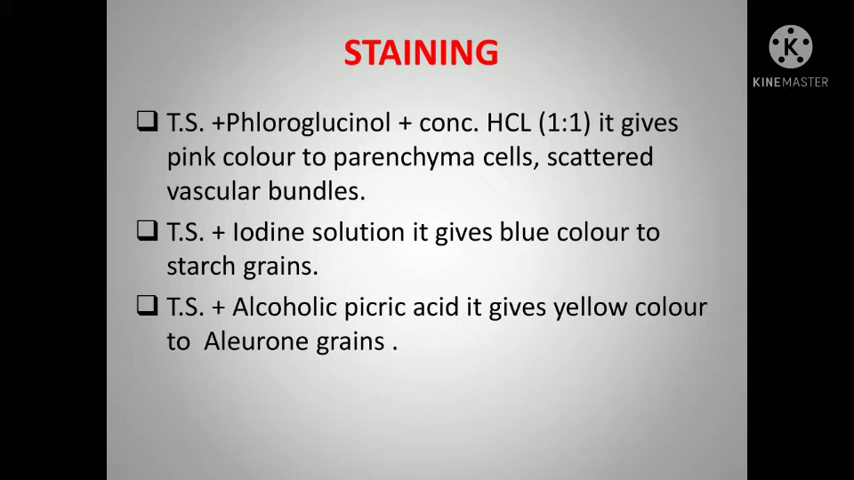 STAINING
K
KINEMASTER
❑ T.S. +Phloroglucinol + conc. HCL (1:1) it gives
pink colour to parenchyma cells, scattered
vascular bundles.
❑ T.S. + Iodine solution it gives blue colour to
starch grains.
❑ T.S. + Alcoholic picric acid it gives yellow colour
to Aleurone grains .